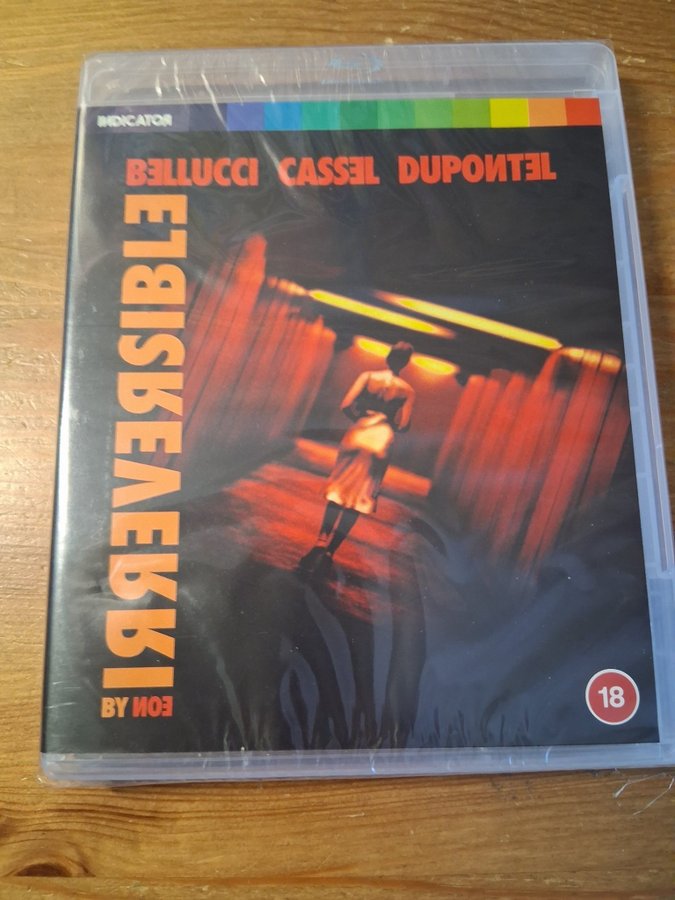 INDICATOR
BELLUCCI CASSEL DUPONTEL
IRREVERSIBLE
BY NOE
18